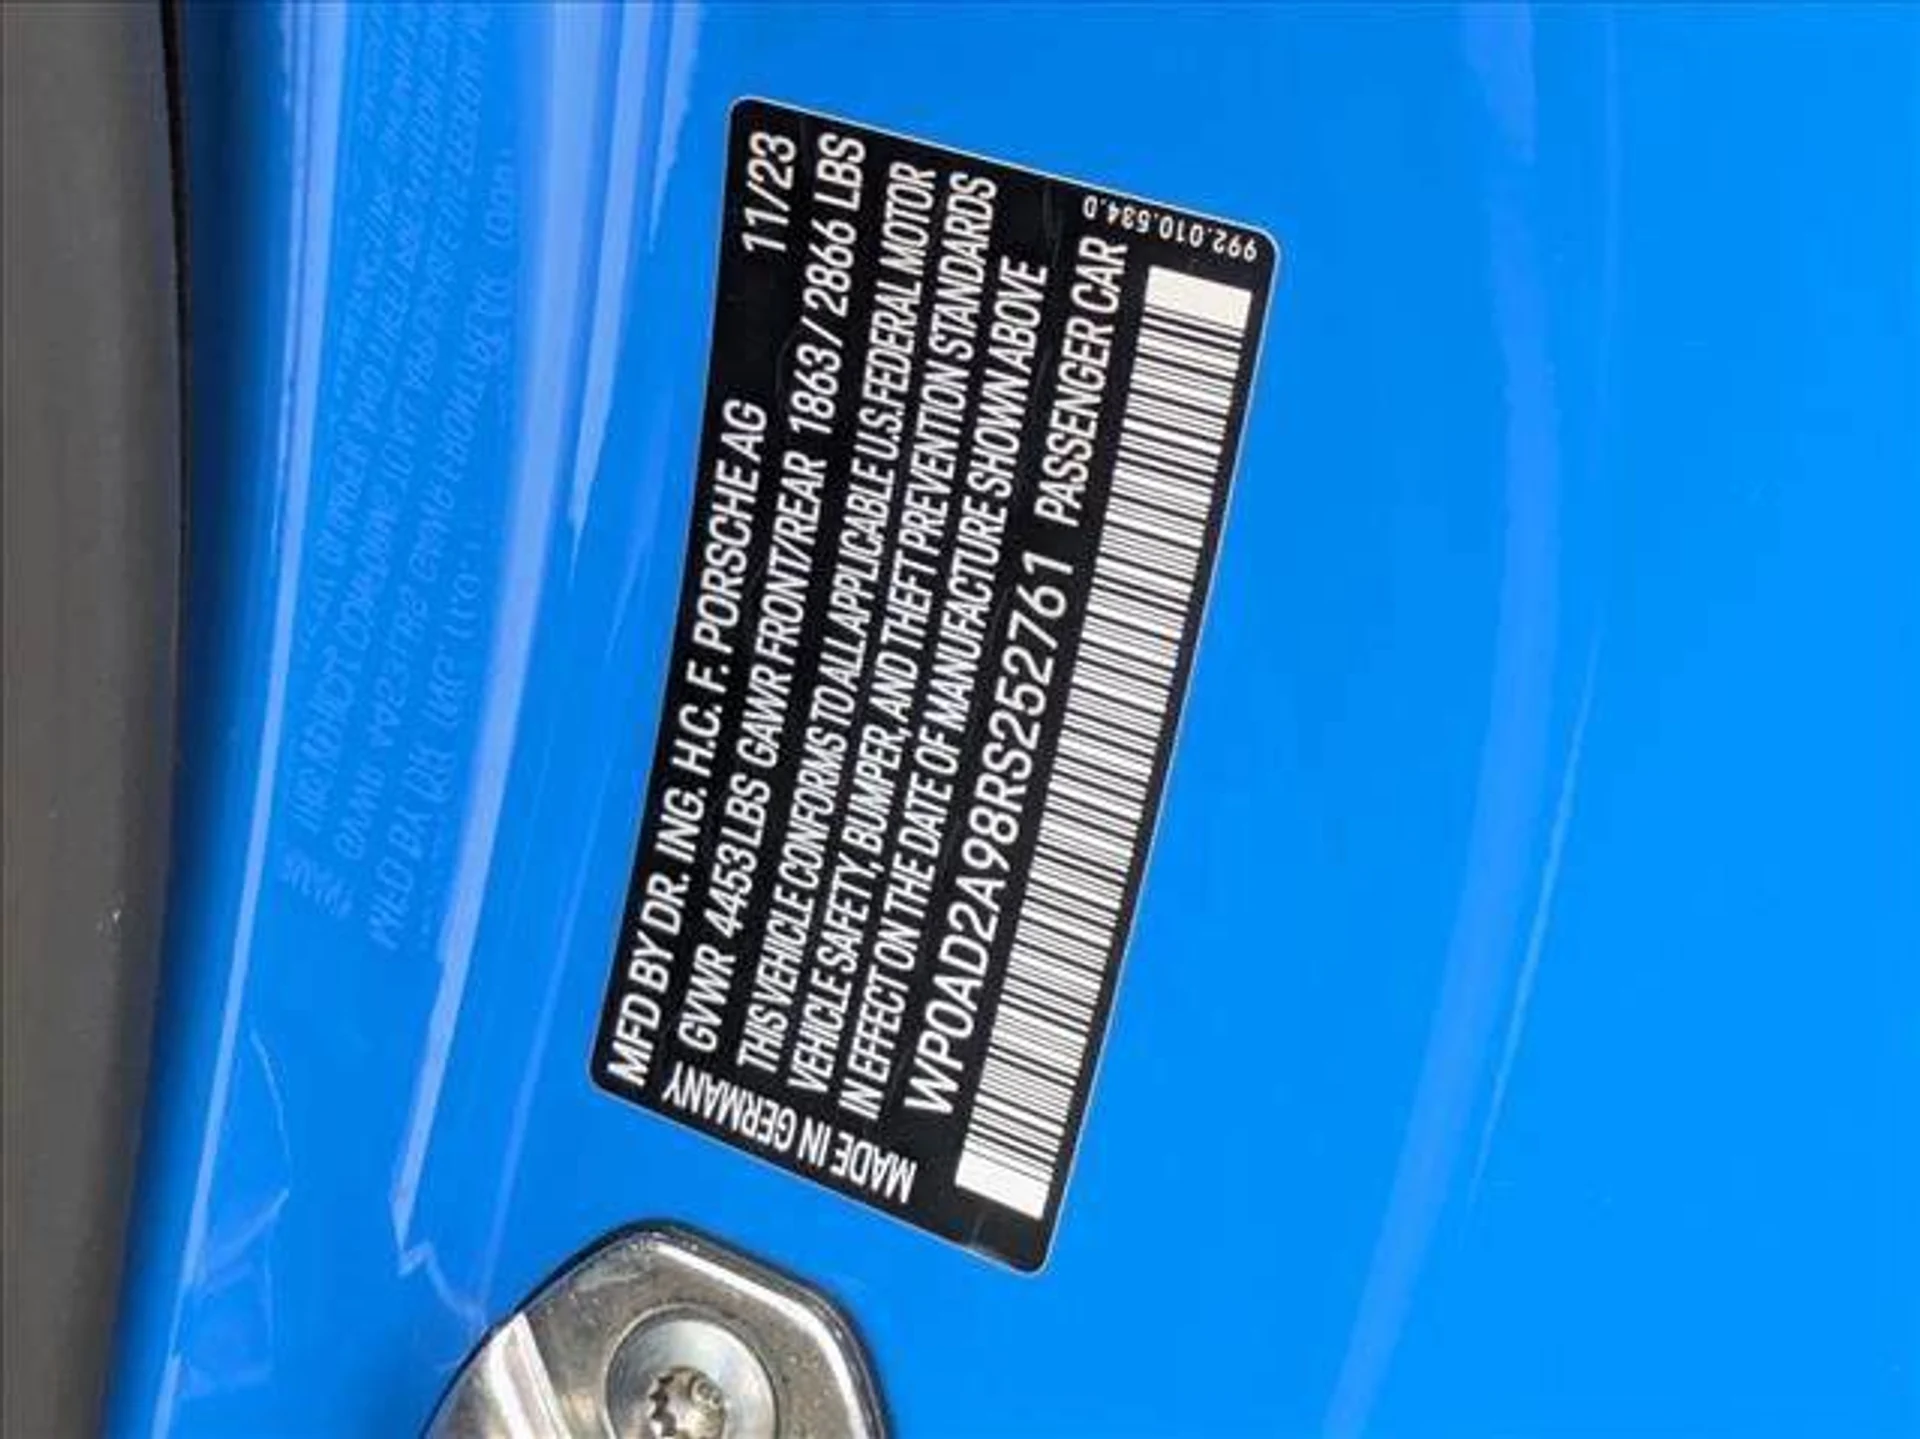 MFD BY DR. ING. H.C. F. PORSCHE AG 11/23
GVWR 4453 LBS GAWR FRONT/REAR 1863 / 2866 LBS
THIS VEHICLE CONFORMS TO ALL APPLICABLE U.S. FEDERAL MOTOR
VEHICLE SAFETY, BUMPER, AND THEFT PREVENTION STANDARDS
IN EFFECT ON THE DATE OF MANUFACTURE SHOWN ABOVE
WP0AD2A98RS252761 PASSENGER CAR
MADE IN GERMANY
992.010.534.0